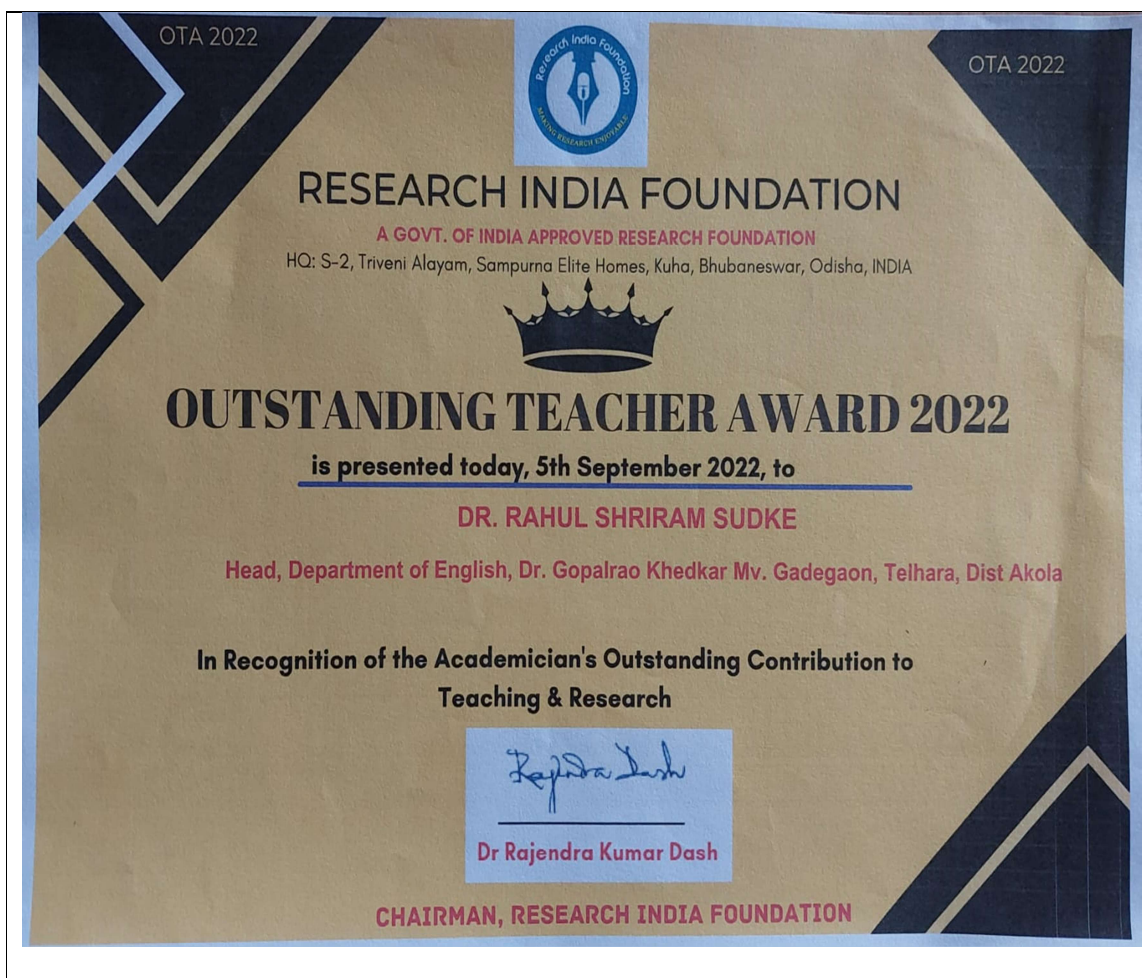 OTA 2022
OTA 2022
Research India Foundation
MAKING RESEARCH ENJOYABLE
RESEARCH INDIA FOUNDATION
A GOVT. OF INDIA APPROVED RESEARCH FOUNDATION
HQ: S-2, Triveni Alayam, Sampurna Elite Homes, Kuha, Bhubaneswar, Odisha, INDIA
OUTSTANDING TEACHER AWARD 2022
is presented today, 5th September 2022, to
DR. RAHUL SHRIRAM SUDKE
Head, Department of English, Dr. Gopalrao Khedkar Mv. Gadegaon, Telhara, Dist Akola
In Recognition of the Academician's Outstanding Contribution to
Teaching & Research
Rajendra Dash
Dr Rajendra Kumar Dash
CHAIRMAN, RESEARCH INDIA FOUNDATION